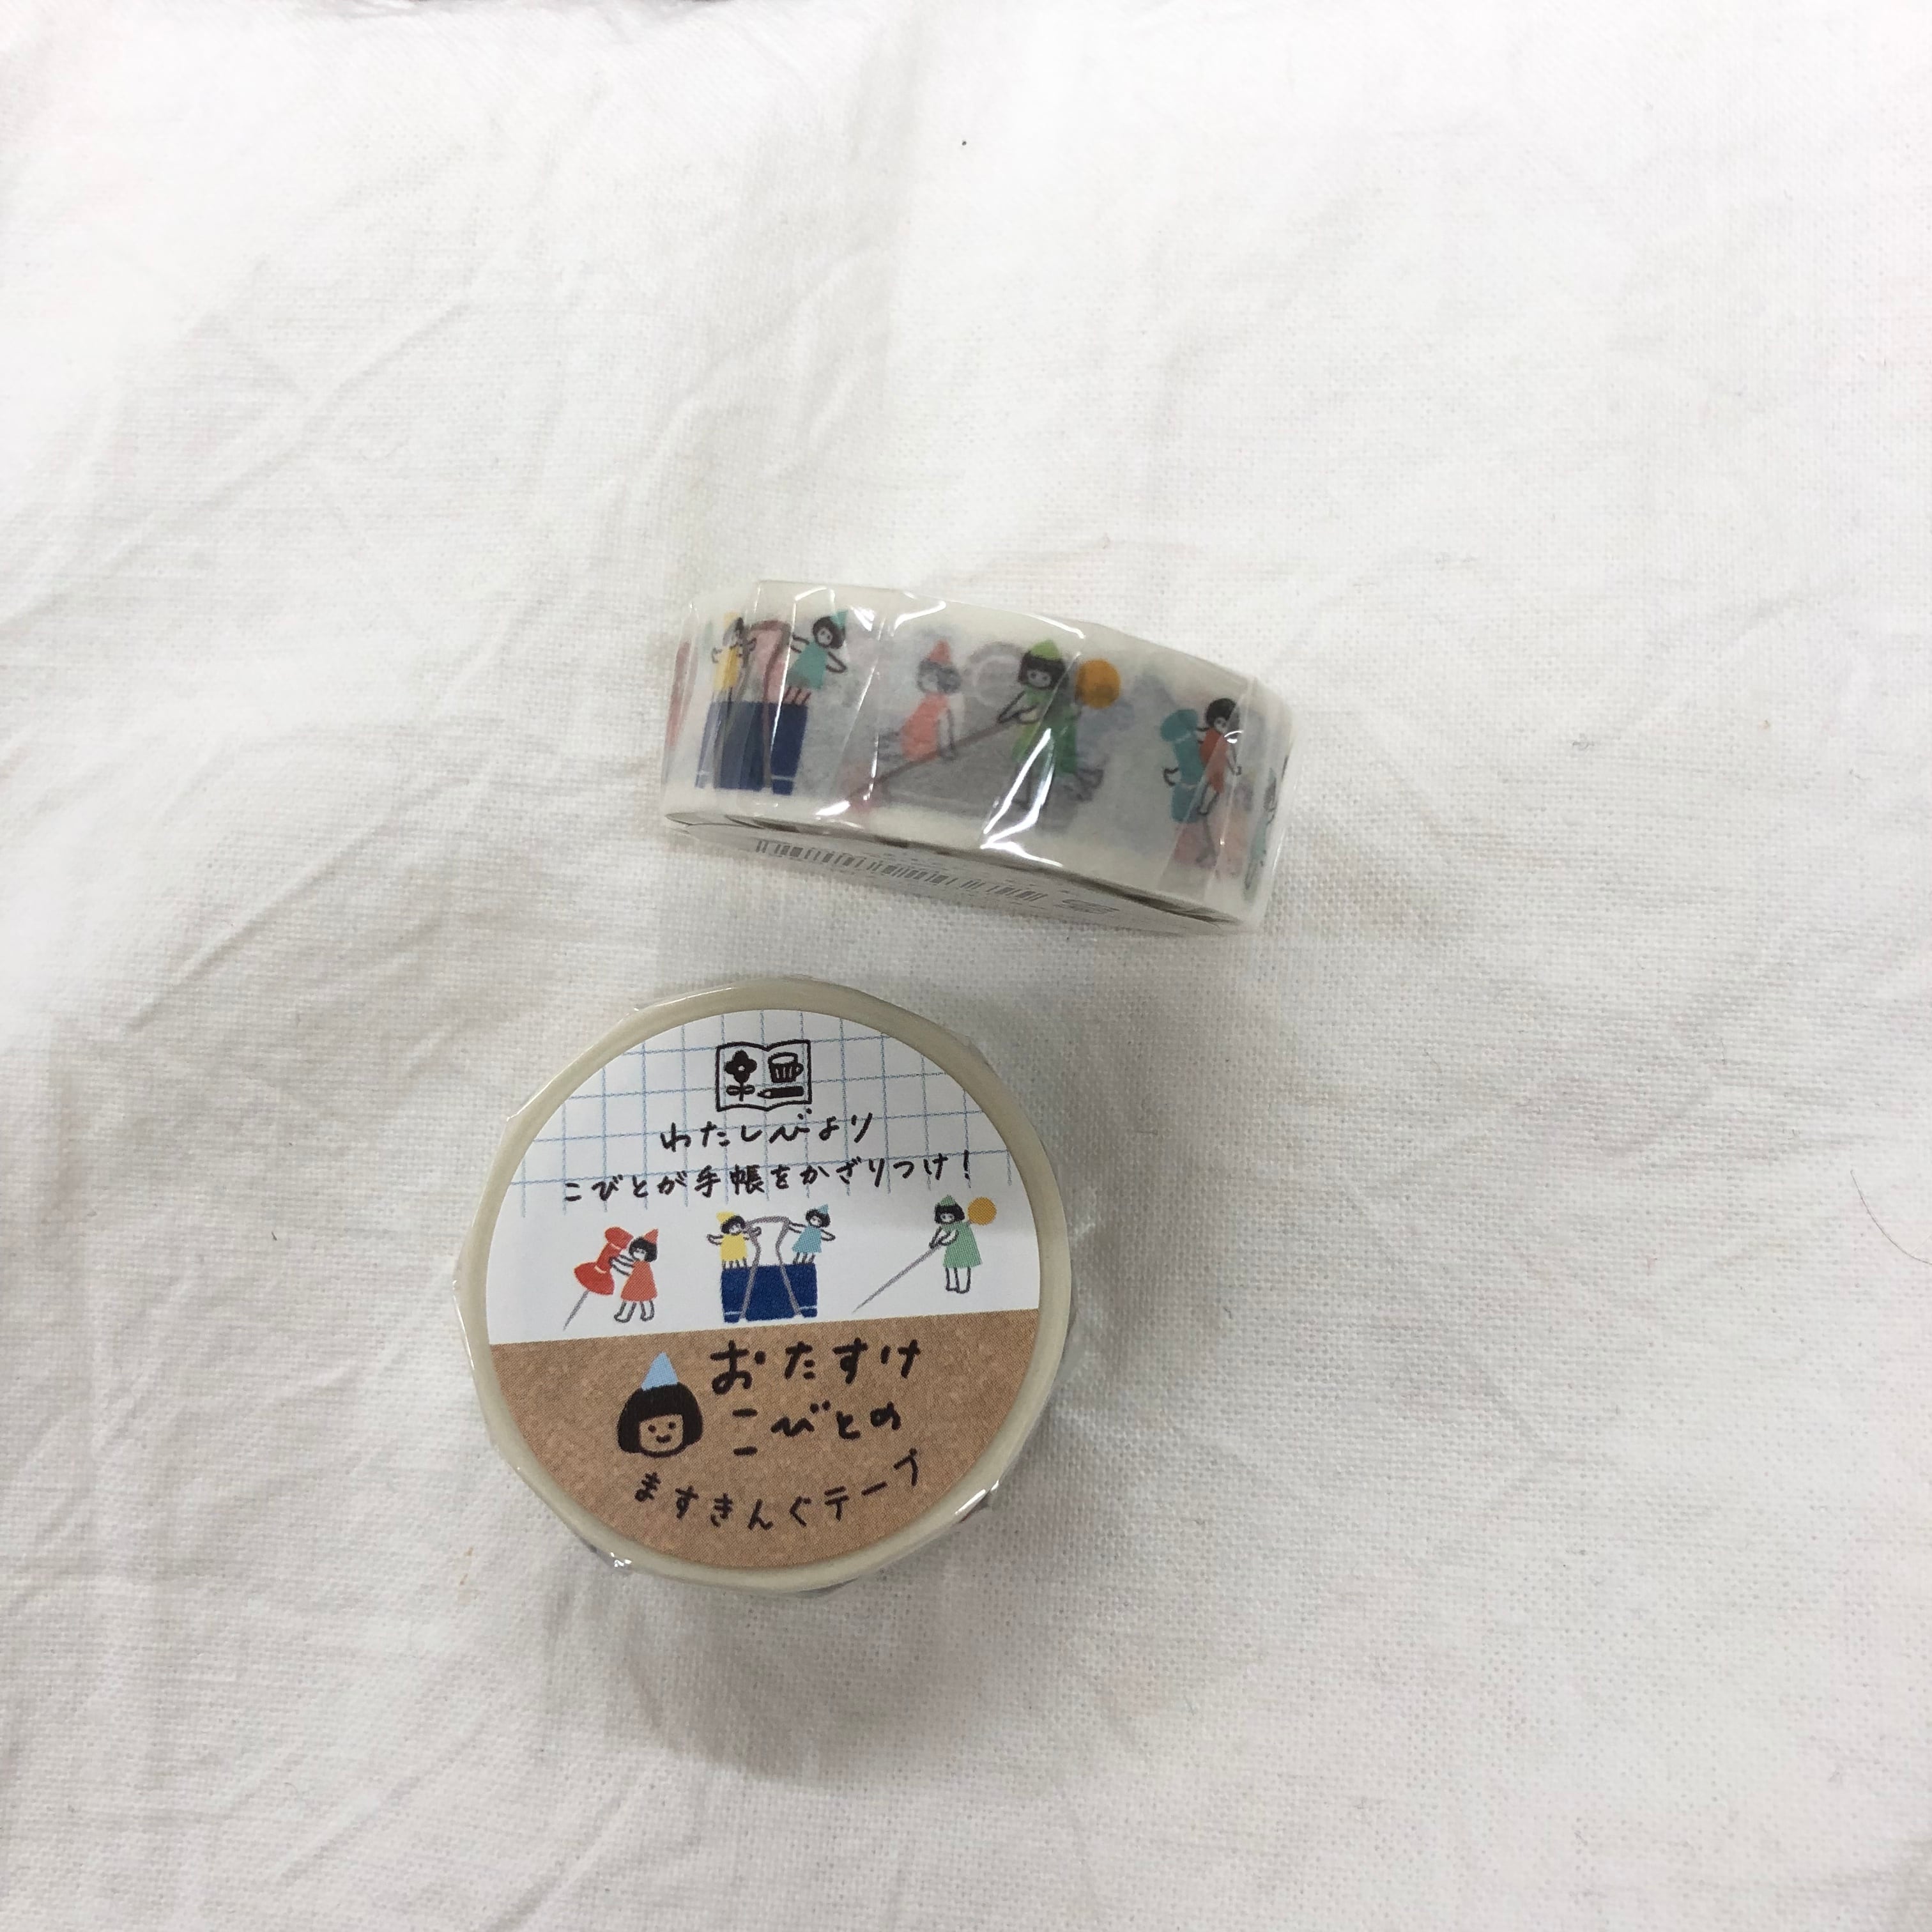 わたしびより
こびとが手帳をかざりつけ!
おたすけ
こびとの
ますきんぐテープ